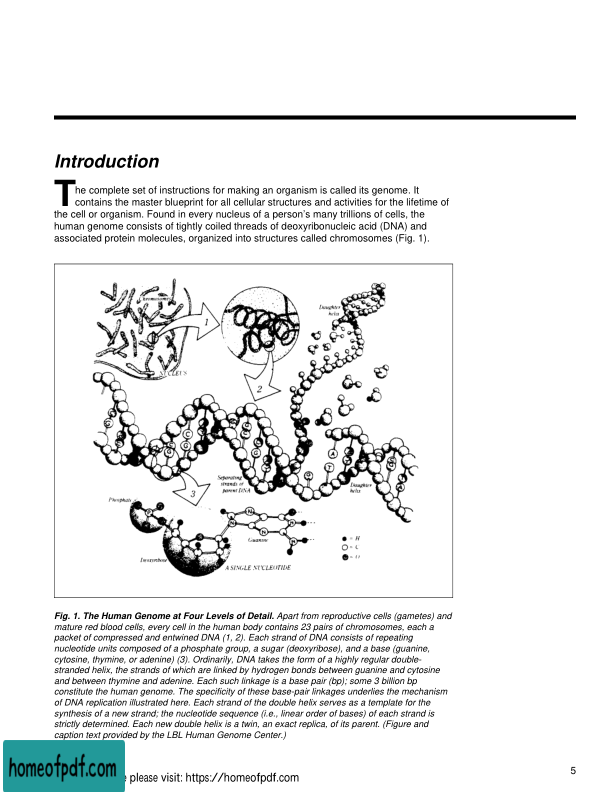 Introduction
The complete set of instructions for making an organism is called its genome. It
contains the master blueprint for all cellular structures and activities for the lifetime of
the cell or organism. Found in every nucleus of a person's many trillions of cells, the
human genome consists of tightly coiled threads of deoxyribonucleic acid (DNA) and
associated protein molecules, organized into structures called chromosomes (Fig. 1).
Chromosomes
1
NUCLEUS
Daughter
helix
2
Separating
strands of
parent DNA
Daughter
helix
3
Phosphate
P
Deoxyribose
Guanine
A SINGLE NUCLEOTIDE
= H
= C
= O
Fig. 1. The Human Genome at Four Levels of Detail. Apart from reproductive cells (gametes) and
mature red blood cells, every cell in the human body contains 23 pairs of chromosomes, each a
packet of compressed and entwined DNA (1, 2). Each strand of DNA consists of repeating
nucleotide units composed of a phosphate group, a sugar (deoxyribose), and a base (guanine,
cytosine, thymine, or adenine) (3). Ordinarily, DNA takes the form of a highly regular double-
stranded helix, the strands of which are linked by hydrogen bonds between guanine and cytosine
and between thymine and adenine. Each such linkage is a base pair (bp); some 3 billion bp
constitute the human genome. The specificity of these base-pair linkages underlies the mechanism
of DNA replication illustrated here. Each strand of the double helix serves as a template for the
synthesis of a new strand; the nucleotide sequence (i.e., linear order of bases) of each strand is
strictly determined. Each new double helix is a twin, an exact replica, of its parent. (Figure and
caption text provided by the LBL Human Genome Center.)
5
homeofpdf.com
please visit: https://homeofpdf.com